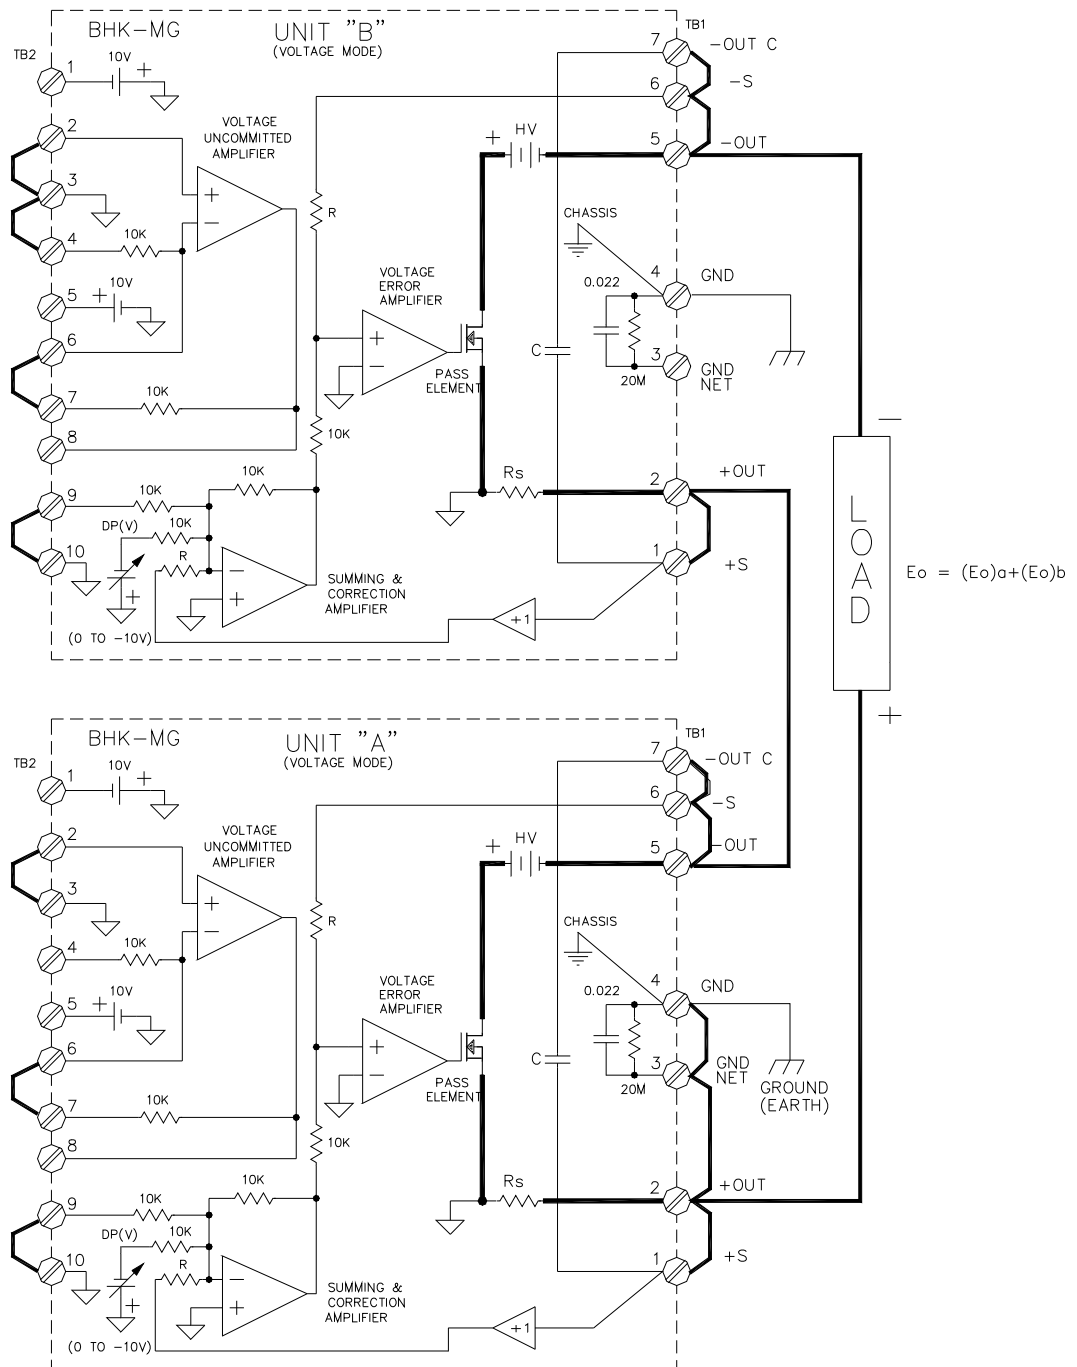 BHK-MG
UNIT "B"
(VOLTAGE MODE)
TB2
TB1
1
10V
+
2
3
4
10K
VOLTAGE
UNCOMMITTED
AMPLIFIER
+
−
5
+
10V
6
7
10K
8
9
10K
10K
10
DP(V)
10K
R
+
(0 TO -10V)
−
+
SUMMING &
CORRECTION
AMPLIFIER
+1
R
10K
VOLTAGE
ERROR
AMPLIFIER
+
−
PASS
ELEMENT
+
HV
C
Rs
CHASSIS
0.022
20M
7
-OUT C
6
-S
5
-OUT
4
GND
3
GND
NET
2
+OUT
1
+S
−
LOAD
+
Eo = (Eo)a+(Eo)b
BHK-MG
UNIT "A"
(VOLTAGE MODE)
TB2
TB1
1
10V
+
2
3
4
10K
VOLTAGE
UNCOMMITTED
AMPLIFIER
+
−
5
+
10V
6
7
10K
8
9
10K
10K
10
DP(V)
10K
R
+
(0 TO -10V)
−
+
SUMMING &
CORRECTION
AMPLIFIER
+1
R
10K
VOLTAGE
ERROR
AMPLIFIER
+
−
PASS
ELEMENT
+
HV
C
Rs
CHASSIS
0.022
20M
7
-OUT C
6
-S
5
-OUT
4
GND
3
GND
NET
GROUND
(EARTH)
2
+OUT
1
+S